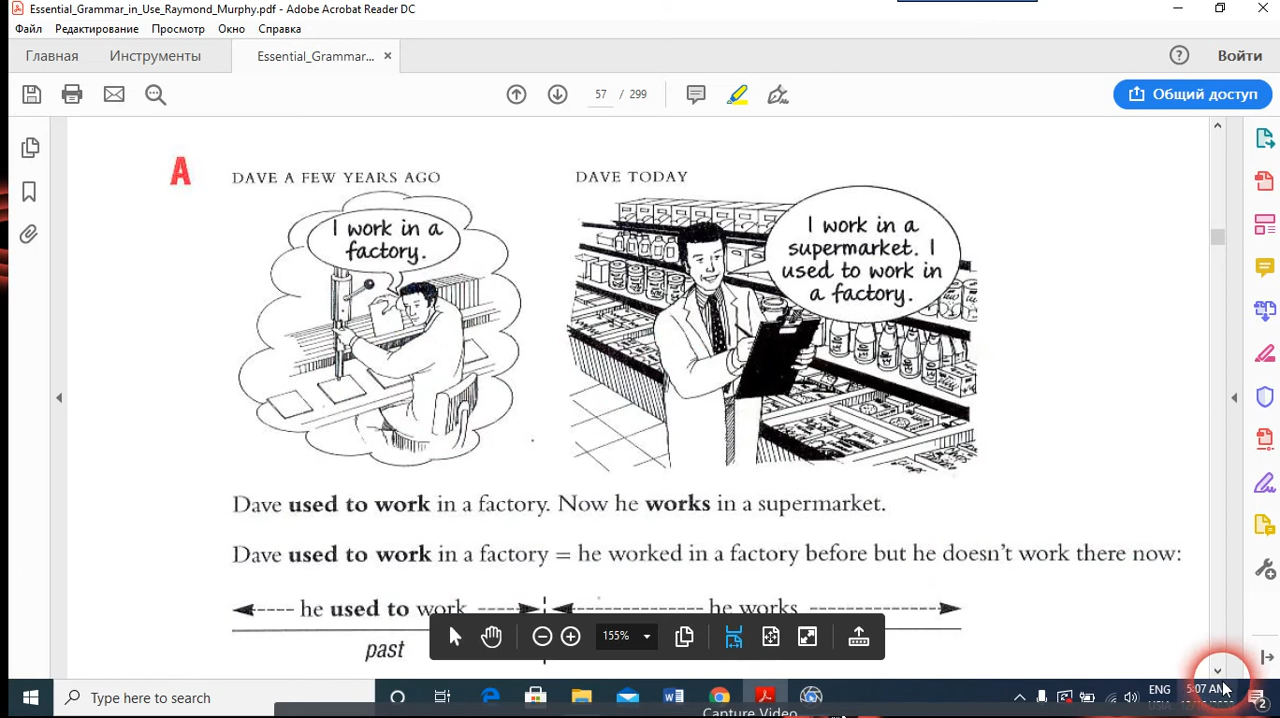 Essential_Grammar_in_Use_Raymond_Murphy.pdf - Adobe Acrobat Reader DC
Файл Редактирование Просмотр Окно Справка
Главная Инструменты Essential_Grammar... Войти
57 / 299 Общий доступ
A
DAVE A FEW YEARS AGO
I work in a
factory.
DAVE TODAY
I work in a
supermarket. I
used to work in
a factory.
Dave used to work in a factory. Now he works in a supermarket.
Dave used to work in a factory = he worked in a factory before but he doesn't work there now:
he used to work he works
past
155%
Type here to search
ENG
5:07 AM
2
Capture Video